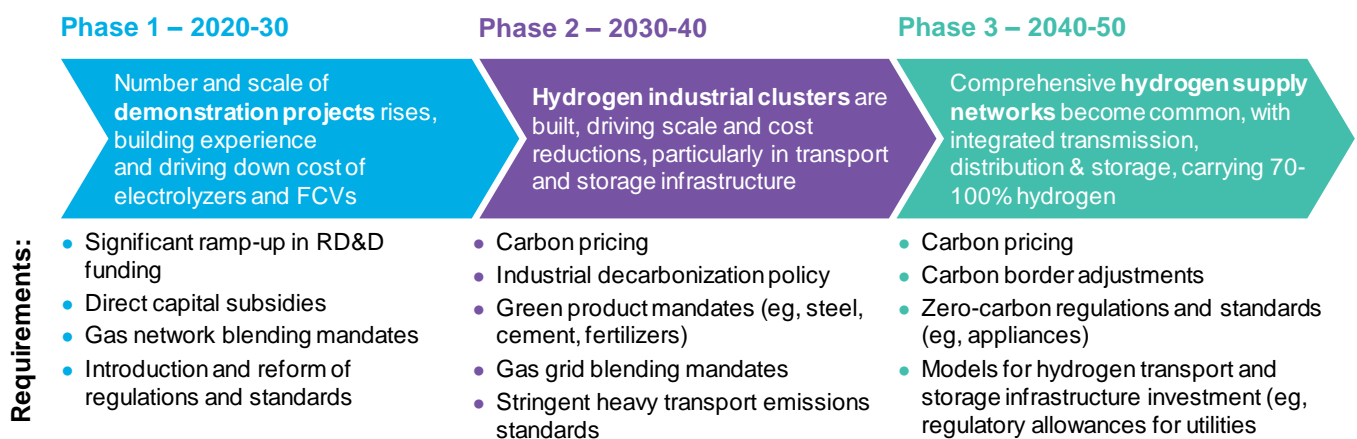 Phase 1 – 2020-30
Number and scale of
demonstration projects rises,
building experience
and driving down cost of
electrolyzers and FCVs
Phase 2 – 2030-40
Hydrogen industrial clusters are
built, driving scale and cost
reductions, particularly in transport
and storage infrastructure
Phase 3 – 2040-50
Comprehensive hydrogen supply
networks become common, with
integrated transmission,
distribution & storage, carrying 70-
100% hydrogen
Requirements:
• Significant ramp-up in RD&D
funding
• Direct capital subsidies
• Gas network blending mandates
• Introduction and reform of
regulations and standards
• Carbon pricing
• Industrial decarbonization policy
• Green product mandates (eg, steel,
cement, fertilizers)
• Gas grid blending mandates
• Stringent heavy transport emissions
standards
• Carbon pricing
• Carbon border adjustments
• Zero-carbon regulations and standards
(eg, appliances)
• Models for hydrogen transport and
storage infrastructure investment (eg,
regulatory allowances for utilities